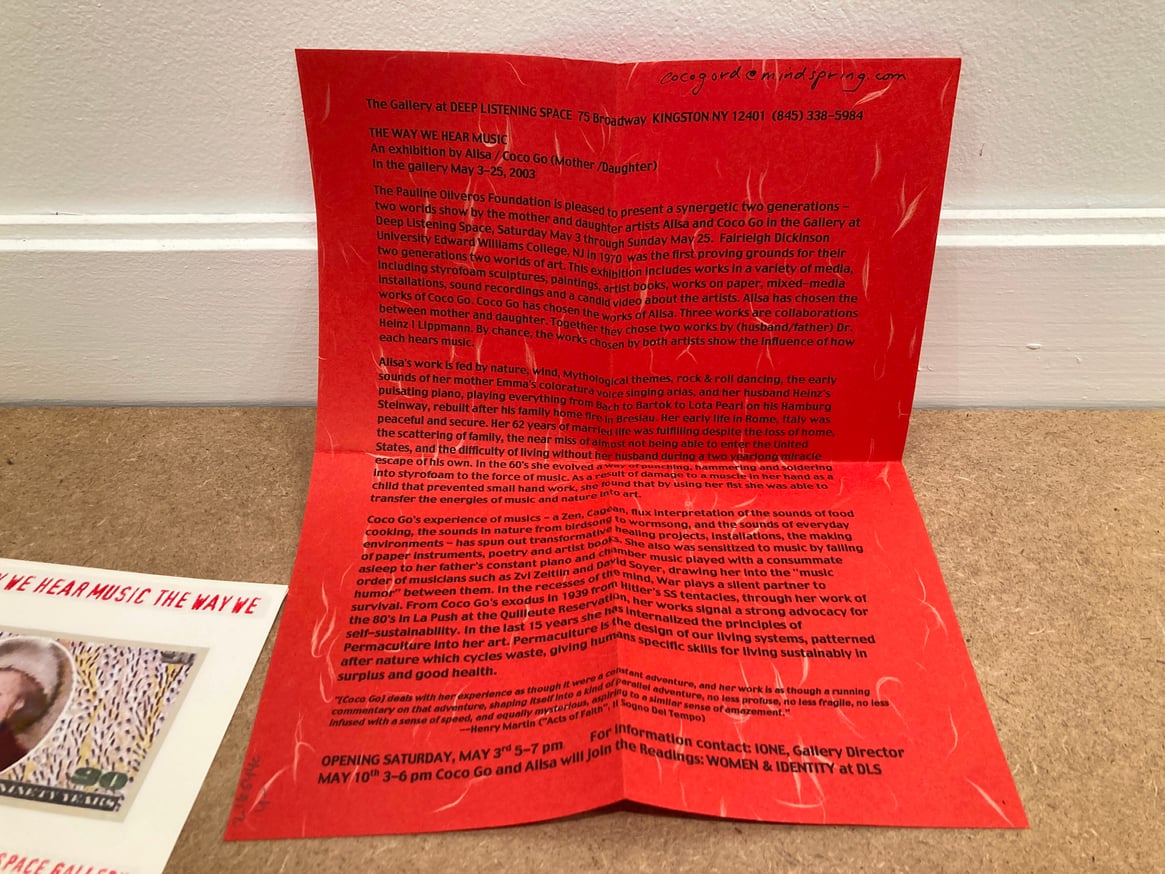 cocogord@mindspring.com
The Gallery at DEEP LISTENING SPACE 75 Broadway KINGSTON NY 12401 (845) 338-5984
THE WAY WE HEAR MUSIC
An exhibition by Ailsa / Coco Go (Mother /Daughter)
In the gallery May 3-25, 2003
The Pauline Oliveros Foundation is pleased to present a synergetic two generations –
two worlds show by the mother and daughter artists Ailsa and Coco Go in the Gallery at
Deep Listening Space, Saturday May 3 through Sunday May 25. Fairleigh Dickinson
University Edward Williams College, NJ in 1970 was the first proving grounds for their
two generations two worlds of art. This exhibition includes works in a variety of media,
including styrofoam sculptures, paintings, artist books, works on paper, mixed-media
installations, sound recordings and a candid video about the artists. Ailsa has chosen the
works of Coco Go. Coco Go has chosen the works of Ailsa. Three works are collaborations
between mother and daughter. Together they chose two works by (husband/father) Dr.
Heinz I Lippmann. By chance, the works chosen by both artists show the influence of how
each hears music.
Ailsa's work is fed by nature, wind, Mythological themes, rock & roll dancing, the early
sounds of her mother Emma's coloratura voice singing arias, and her husband Heinz's
pulsating piano, playing everything from Bach to Bartok to Lota Pearl on his Hamburg
Steinway, rebuilt after his family home fire in Breslau. Her early life in Rome, Italy was
peaceful and secure. Her 62 years of married life was fulfilling despite the loss of home,
the scattering of family, the near miss of almost not being able to enter the United
States, and the difficulty of living without her husband during a two yearlong miracle
escape of his own. In the 60's she evolved a way of punching, hammering and soldering
into styrofoam to the force of music. As a result of damage to a muscle in her hand as a
child that prevented small hand work, she found that by using her fist she was able to
transfer the energies of music and nature into art.
Coco Go's experience of musics – a Zen, Cagean, flux interpretation of the sounds of food
cooking, the sounds in nature from birdsong to wormsong, and the sounds of everyday
environments – has spun out transformative healing projects, installations, the making
of paper instruments, poetry and artist books. She also was sensitized to music by falling
asleep to her father's constant piano and chamber music played with a consummate
order of musicians such as Zvi Zeitlin and David Soyer, drawing her into the "music
humor" between them. In the recesses of the mind, War plays a silent partner to
survival. From Coco Go's exodus in 1939 from Hitler's SS tentacles, through her work of
the 80's in La Push at the Quileute Reservation, her works signal a strong advocacy for
self-sustainability. In the last 15 years she has internalized the principles of
Permaculture into her art. Permaculture is the design of our living systems, patterned
after nature which cycles waste, giving humans specific skills for living sustainably in
surplus and good health.
"[Coco Go] deals with her experience as though it were a constant adventure, and her work is as though a running
commentary on that adventure, shaping itself into a kind of parallel adventure, no less profuse, no less fragile, no less
infused with a sense of speed, and equally mysterious, aspiring to a similar sense of amazement."
---Henry Martin ("Acts of Faith", Il Sogno Del Tempo)
OPENING SATURDAY, MAY 3rd 5-7 pm For information contact: IONE, Gallery Director
MAY 10th 3-6 pm Coco Go and Ailsa will join the Readings: WOMEN & IDENTITY at DLS
WE HEAR MUSIC THE WAY WE
90
NINETY YEARS
SPACE GALLERY